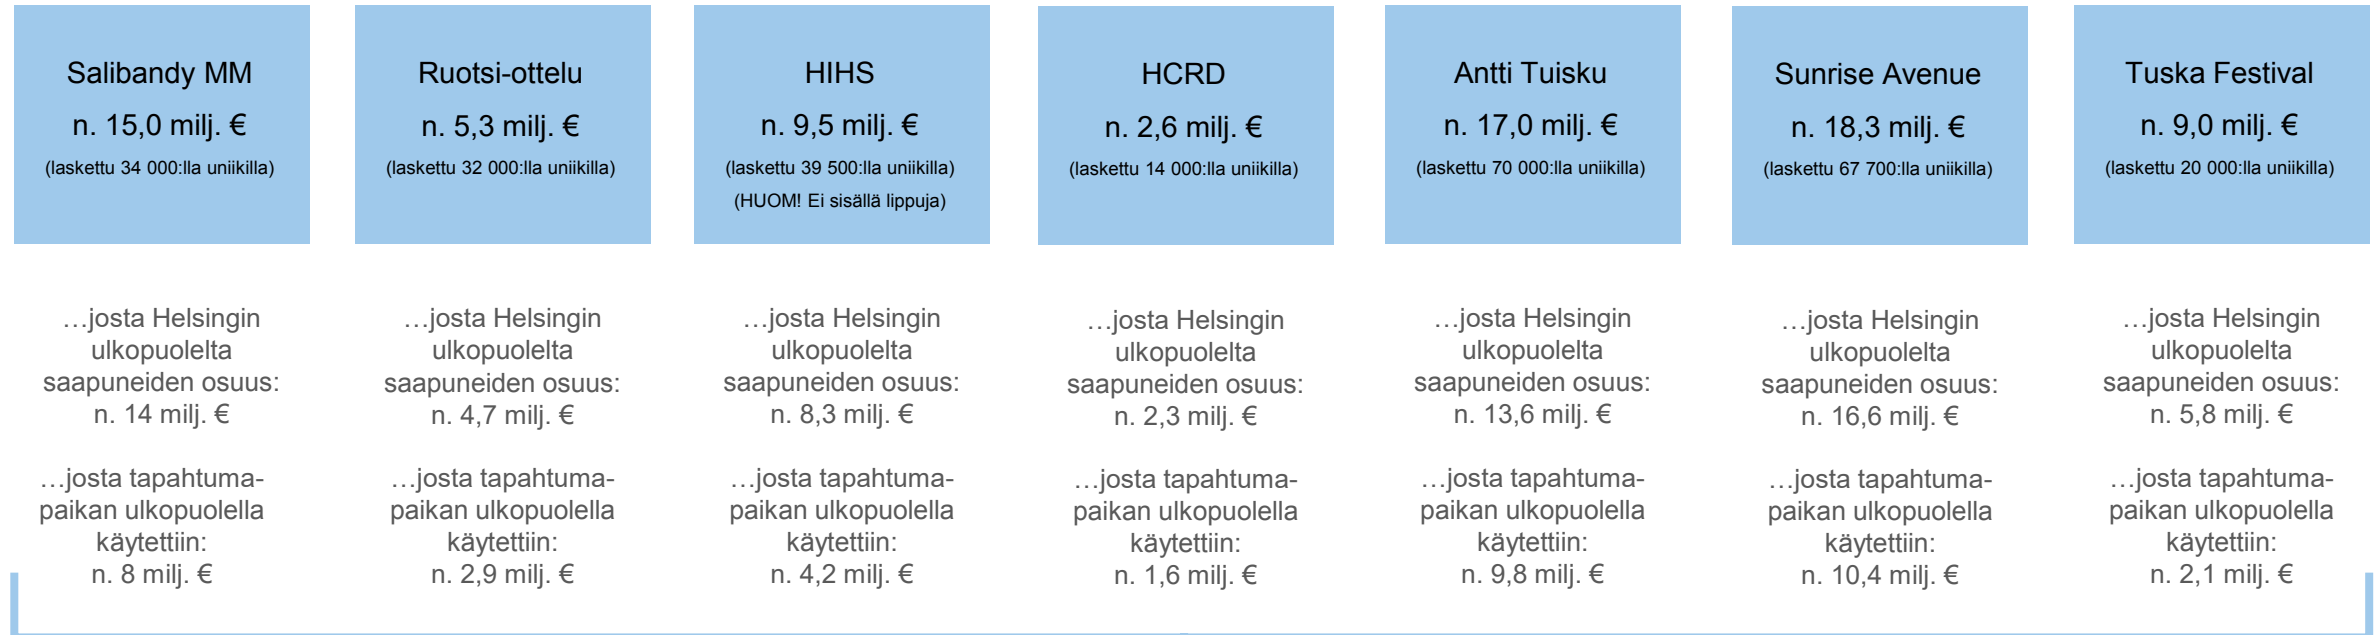 Salibandy MM
n. 15,0 milj. €
(laskettu 34 000:lla uniikilla)
…josta Helsingin
ulkopuolelta
saapuneiden osuus:
n. 14 milj. €
…josta tapahtuma-
paikan ulkopuolella
käytettiin:
n. 8 milj. €
Ruotsi-ottelu
n. 5,3 milj. €
(laskettu 32 000:lla uniikilla)
…josta Helsingin
ulkopuolelta
saapuneiden osuus:
n. 4,7 milj. €
…josta tapahtuma-
paikan ulkopuolella
käytettiin:
n. 2,9 milj. €
HIHS
n. 9,5 milj. €
(laskettu 39 500:lla uniikilla)
(HUOM! Ei sisällä lippuja)
…josta Helsingin
ulkopuolelta
saapuneiden osuus:
n. 8,3 milj. €
…josta tapahtuma-
paikan ulkopuolella
käytettiin:
n. 4,2 milj. €
HCRD
n. 2,6 milj. €
(laskettu 14 000:lla uniikilla)
…josta Helsingin
ulkopuolelta
saapuneiden osuus:
n. 2,3 milj. €
…josta tapahtuma-
paikan ulkopuolella
käytettiin:
n. 1,6 milj. €
Antti Tuisku
n. 17,0 milj. €
(laskettu 70 000:lla uniikilla)
…josta Helsingin
ulkopuolelta
saapuneiden osuus:
n. 13,6 milj. €
…josta tapahtuma-
paikan ulkopuolella
käytettiin:
n. 9,8 milj. €
Sunrise Avenue
n. 18,3 milj. €
(laskettu 67 700:lla uniikilla)
…josta Helsingin
ulkopuolelta
saapuneiden osuus:
n. 16,6 milj. €
…josta tapahtuma-
paikan ulkopuolella
käytettiin:
n. 10,4 milj. €
Tuska Festival
n. 9,0 milj. €
(laskettu 20 000:lla uniikilla)
…josta Helsingin
ulkopuolelta
saapuneiden osuus:
n. 5,8 milj. €
…josta tapahtuma-
paikan ulkopuolella
käytettiin:
n. 2,1 milj. €